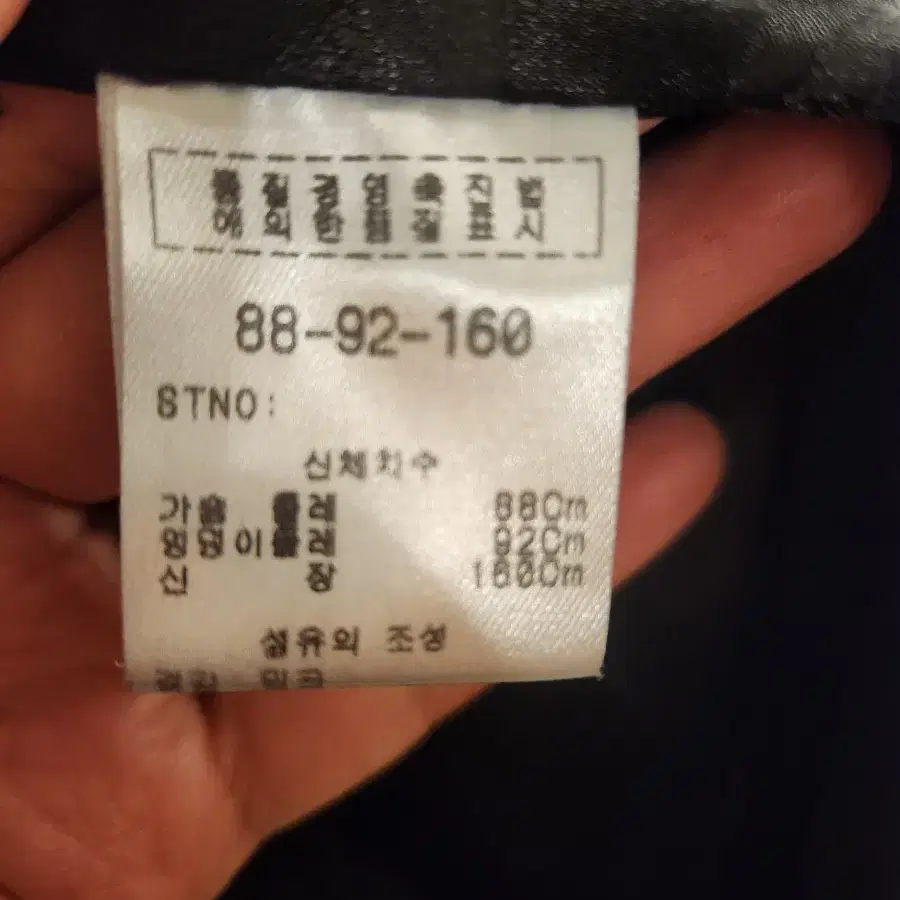 품 질 경 영 촉 진 법
에 의 한 품 질 표 시
88-92-160
STNO:
신체치수
가슴 둘레 88Cm
엉덩이둘레 92Cm
신 장 160Cm
섬유의 조성